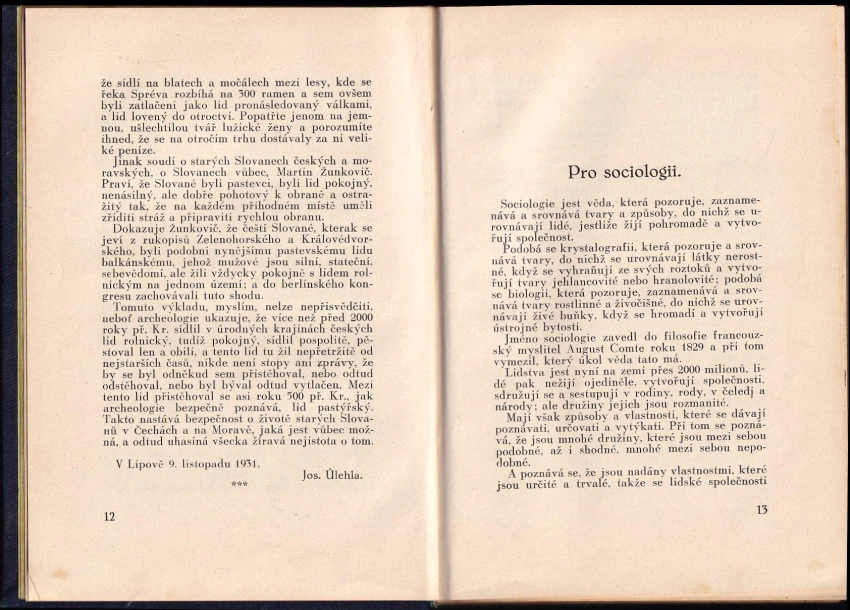 že sídlí na blatech a močálech mezi lesy, kde se
řeka Spréva rozbíhá na 300 ramen a sem ovšem
byli zatlačeni jako lid pronásledovaný válkami,
a lid lovený do otroctví. Popatřte jenom na jem-
nou, ušlechtilou tvář lužické ženy a porozumíte
ihned, že se na otročím trhu dostávaly za ni veli-
ké peníze.
Jinak soudí o starých Slovanech českých a mo-
ravských, o Slovanech vůbec, Martin Žunkovič.
Praví, že Slované byli pastevci, byli lid pokojný,
nenásilný, ale dobře pohotový k obraně a ostra-
žitý tak, že na každém příhodném místě uměli
zříditi stráž a připraviti rychlou obranu.
Dokazuje Žunkovič, že čeští Slované, kterak se
jeví z rukopisů Zelenohorského a Královédvor-
ského, byli podobni nynějšímu pastevskému lidu
balkánskému, jehož mužové jsou silní, stateční,
sebevědomí, ale žili vždycky pokojně s lidem rol-
nickým na jednom území; a do berlínského kon-
gresu zachovávali tuto shodu.
Tomuto výkladu, myslím, nelze nepřisvědčiti,
neboť archeologie ukazuje, že více než před 2000
roky př. Kr. sídlil v úrodných krajinách českých
lid rolnický, tudíž pokojný, sídlil pospolitě, pě-
stoval len a obilí, a tento lid tu žil nepřetržitě od
nejstarších časů, nikde není stopy ani zprávy, že
by se byl odněkud sem přistěhoval, nebo odtud
odstěhoval, nebo byl býval odtud vytlačen. Mezi
tento lid přistěhoval se asi roku 500 př. Kr., jak
archeologie bezpečně poznává, lid pastýřský.
Takto nastává bezpečnost o životě starých Slova-
nů v Čechách a na Moravě, jaká jest vůbec mož-
ná, a odtud uhasíná všecka žíravá nejistota o tom.
V Lipově 9. listopadu 1931.
Jos. Úlehla.
***
12
Pro sociologii.
Sociologie jest věda, která pozoruje, zazname-
nává a srovnává tvary a způsoby, do nichž se u-
rovnávají lidé, jestliže žijí pohromadě a vytvo-
řují společnost.
Podobá se krystalografii, která pozoruje a srov-
nává tvary, do nichž se urovnávají látky nerost-
né, když se vyhraňují ze svých roztoků a vytvo-
řují tvary jehlancovité nebo hranolovité; podobá
se biologii, která pozoruje, zaznamenává a srov-
nává tvary rostlinné a živočišné, do nichž se urov-
návají živé buňky, když se hromadí a vytvořují
ústrojné bytosti.
Jméno sociologie zavedl do filosofie francouz-
ský myslitel August Comte roku 1829 a při tom
vymezil, který úkol věda tato má.
Lidstva jest nyní na zemi přes 2000 milionů, li-
dé pak nežijí ojediněle, vytvořují společnosti,
sdružují se a sestupují v rodiny, rody, v čeledj a
národy; ale družiny jejich jsou rozmanité.
Mají však způsoby a vlastnosti, které se dávají
poznávati, určovati a vytýkati. Při tom se pozná-
vá, že jsou mnohé družiny, které jsou mezi sebou
podobné, až i shodné, mnohé mezi sebou nepo-
dobné.
A poznává se, že jsou nadány vlastnostmi, které
jsou určité a trvalé, takže se lidské společnosti
13